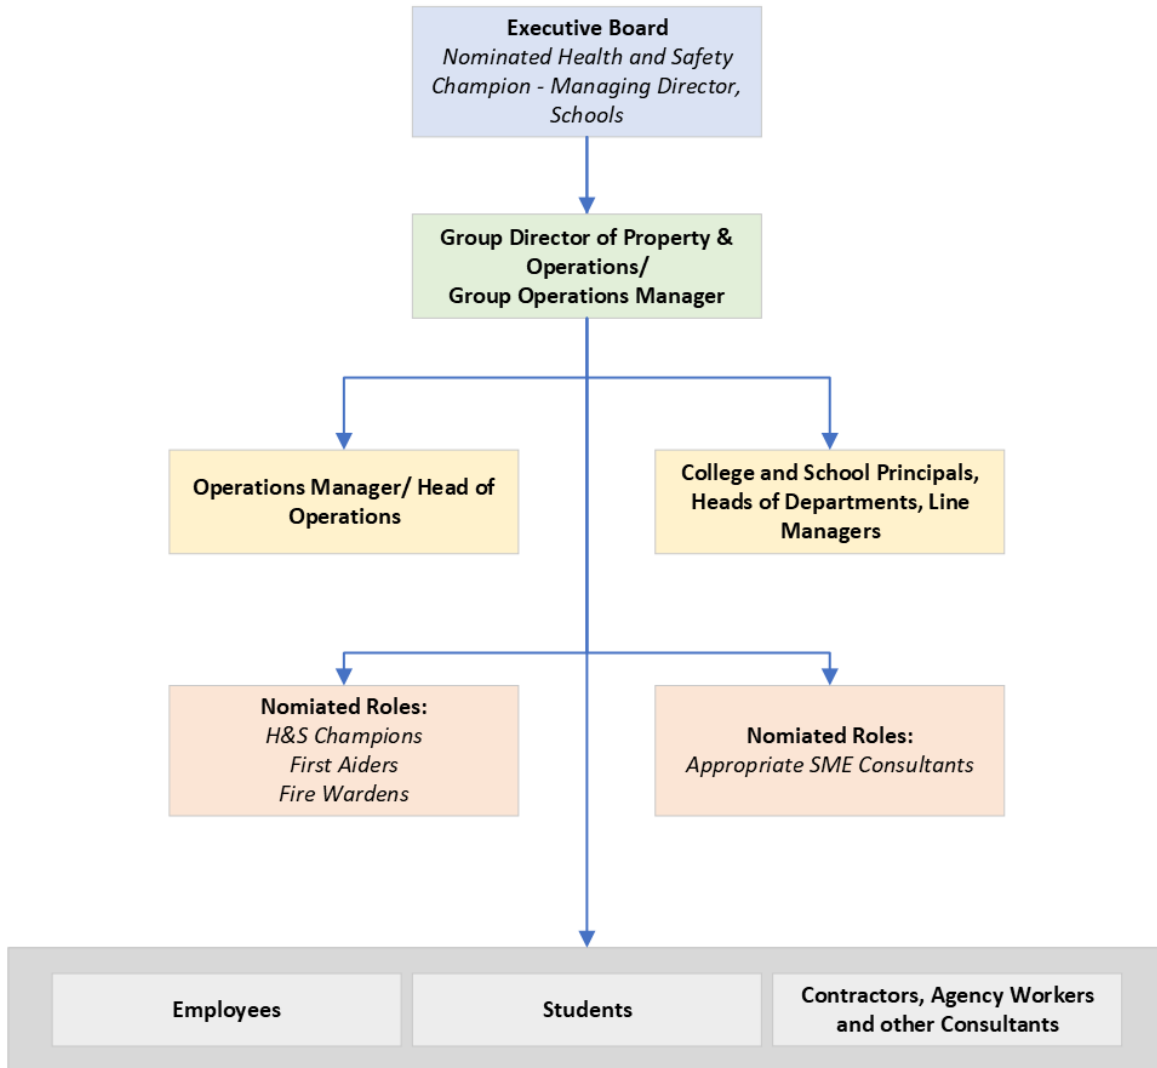 Executive Board
Nominated Health and Safety
Champion - Managing Director,
Schools
Group Director of Property &
Operations/
Group Operations Manager
Operations Manager/ Head of
Operations
College and School Principals,
Heads of Departments, Line
Managers
Nomiated Roles:
H&S Champions
First Aiders
Fire Wardens
Nomiated Roles:
Appropriate SME Consultants
Employees
Students
Contractors, Agency Workers
and other Consultants